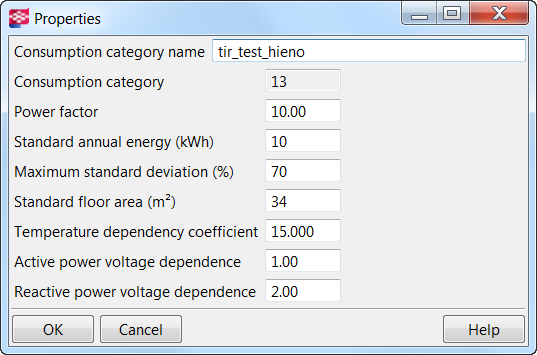 Properties
Consumption category name tir_test_hieno
Consumption category 13
Power factor 10.00
Standard annual energy (kWh) 10
Maximum standard deviation (%) 70
Standard floor area (m²) 34
Temperature dependency coefficient 15.000
Active power voltage dependence 1.00
Reactive power voltage dependence 2.00
OK Cancel Help